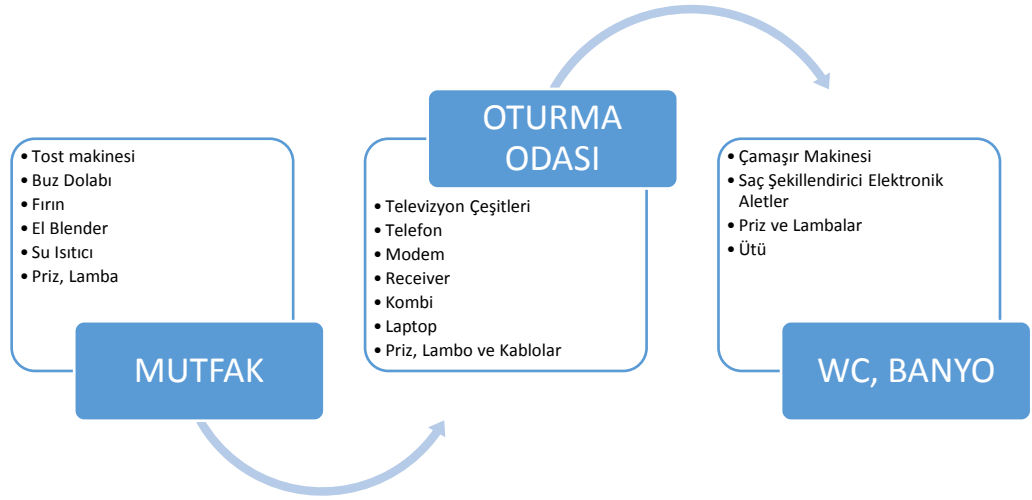 • Tost makinesi
• Buz Dolabı
• Fırın
• El Blender
• Su Isıtıcı
• Priz, Lamba
MUTFAK
OTURMA
ODASI
• Televizyon Çeşitleri
• Telefon
• Modem
• Receiver
• Kombi
• Laptop
• Priz, Lambo ve Kablolar
• Çamaşır Makinesi
• Saç Şekillendirici Elektronik
Aletler
• Priz ve Lambalar
• Ütü
WC, BANYO